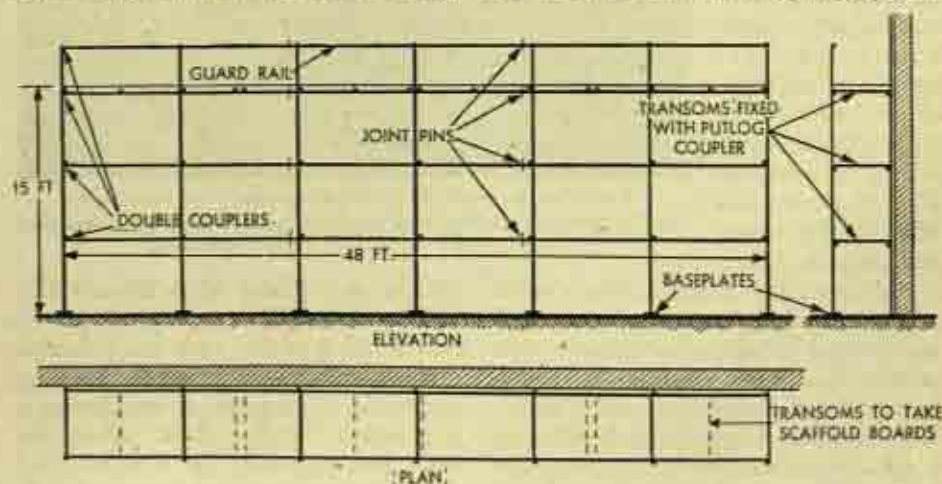 GUARD RAIL
JOINT PINS
TRANSOMS FIXED
WITH PUTLOG
COUPLER
15 FT
DOUBLE COUPLERS
48 FT.
BASEPLATES
ELEVATION
TRANSOMS TO TAKE
SCAFFOLD BOARDS
PLAN